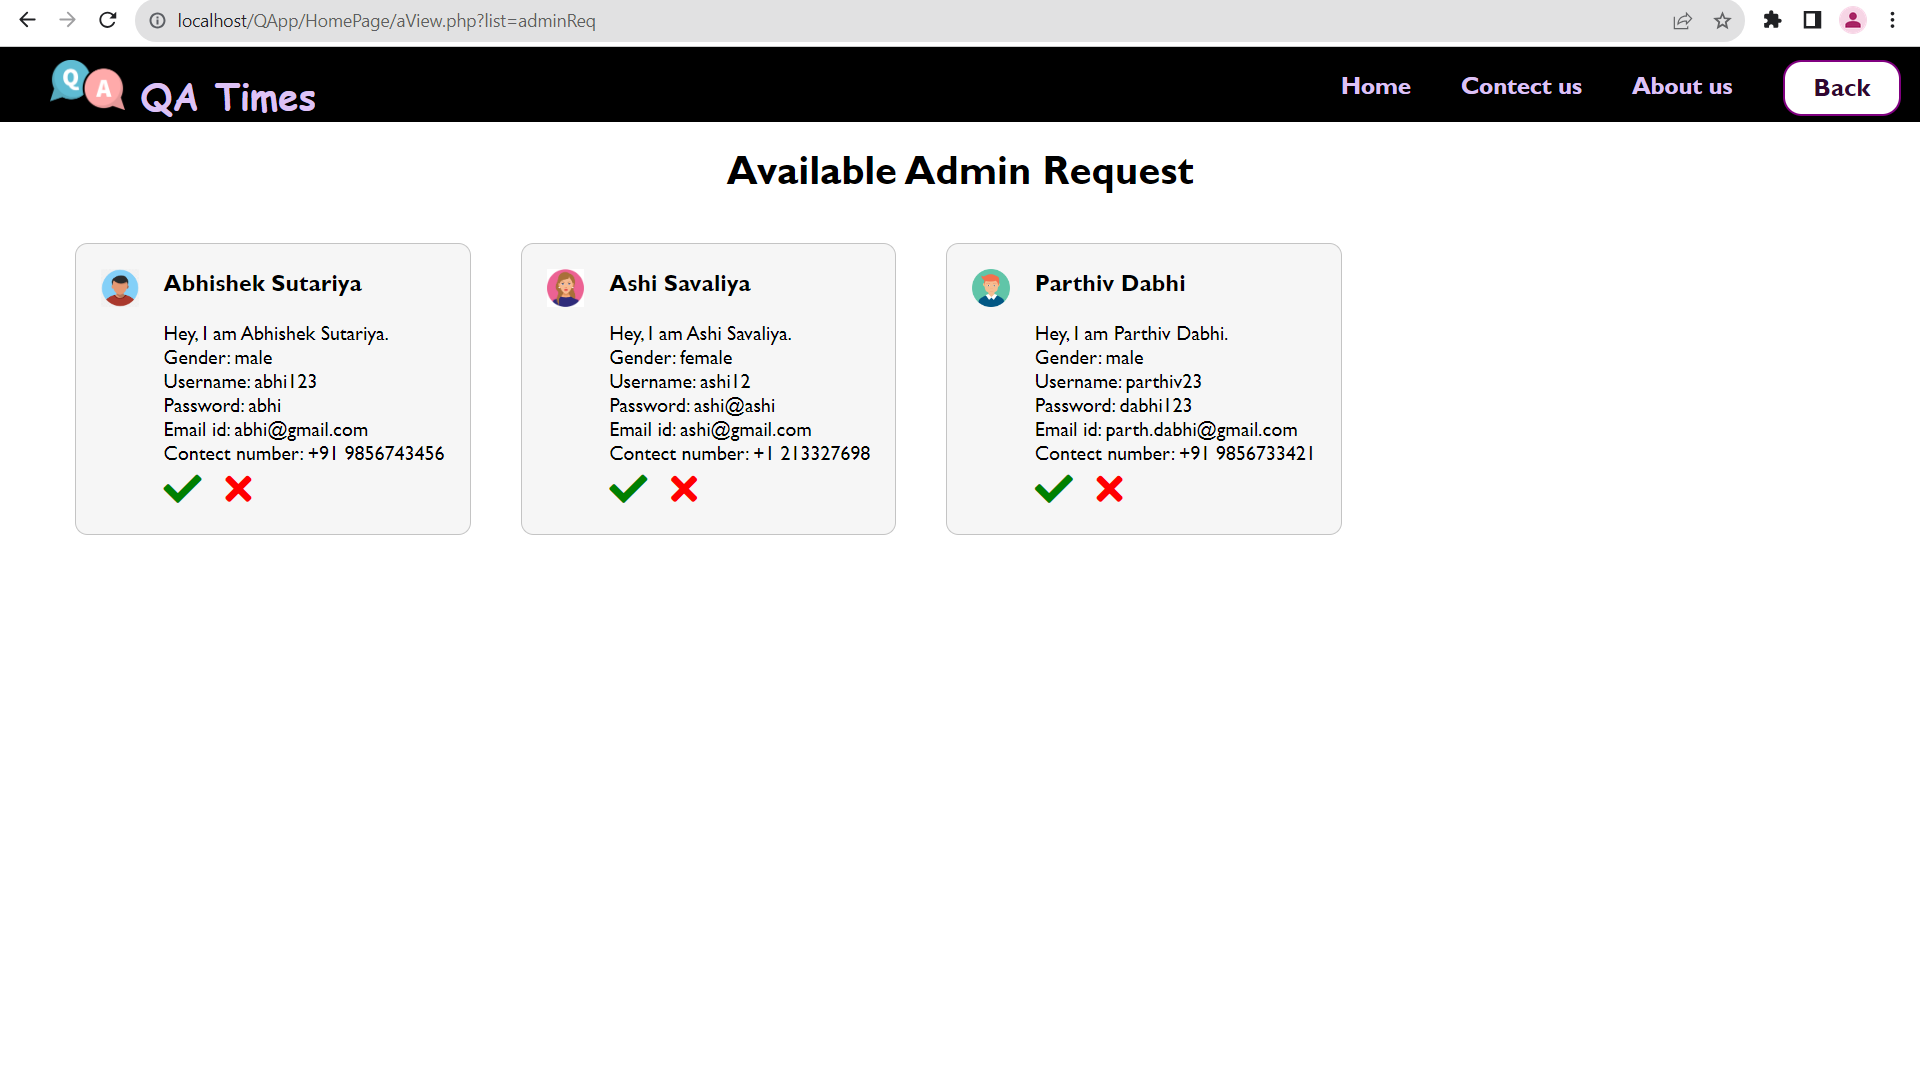 localhost/QApp/HomePage/aView.php?list=adminReq
Q A QA Times
Home Contect us About us Back
Available Admin Request
Abhishek Sutariya
Hey, I am Abhishek Sutariya.
Gender: male
Username: abhi123
Password: abhi
Email id: abhi@gmail.com
Contect number: +91 9856743456
Ashi Savaliya
Hey, I am Ashi Savaliya.
Gender: female
Username: ashi12
Password: ashi@ashi
Email id: ashi@gmail.com
Contect number: +1 213327698
Parthiv Dabhi
Hey, I am Parthiv Dabhi.
Gender: male
Username: parthiv23
Password: dabhi123
Email id: parth.dabhi@gmail.com
Contect number: +91 9856733421